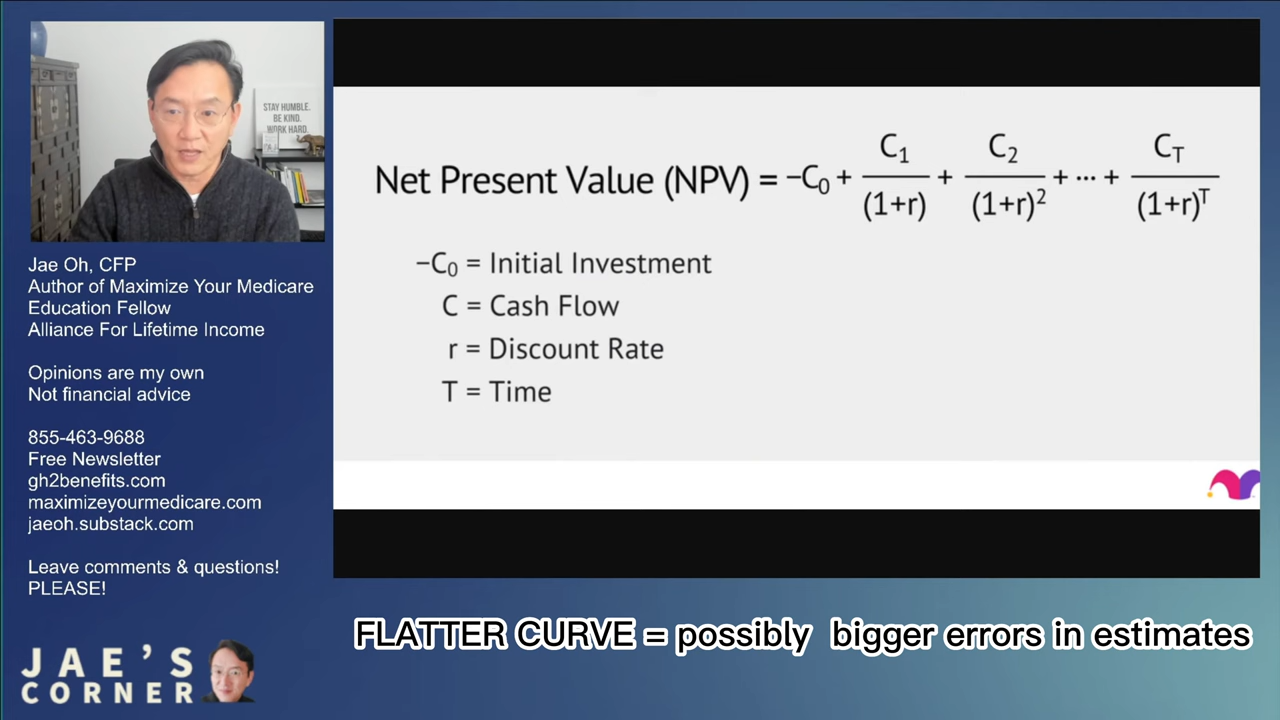 STAY HUMBLE.
BE KIND.
WORK HARD.
Jae Oh, CFP
Author of Maximize Your Medicare
Education Fellow
Alliance For Lifetime Income
Opinions are my own
Not financial advice
855-463-9688
Free Newsletter
gh2benefits.com
maximizeyourmedicare.com
jaeoh.substack.com
Leave comments & questions!
PLEASE!
JAE'S
CORNER
Net Present Value (NPV) = −C₀ + C₁/(1+r) + C₂/(1+r)² + ··· + C_T/(1+r)^T
−C₀ = Initial Investment
C = Cash Flow
r = Discount Rate
T = Time
FLATTER CURVE = possibly bigger errors in estimates